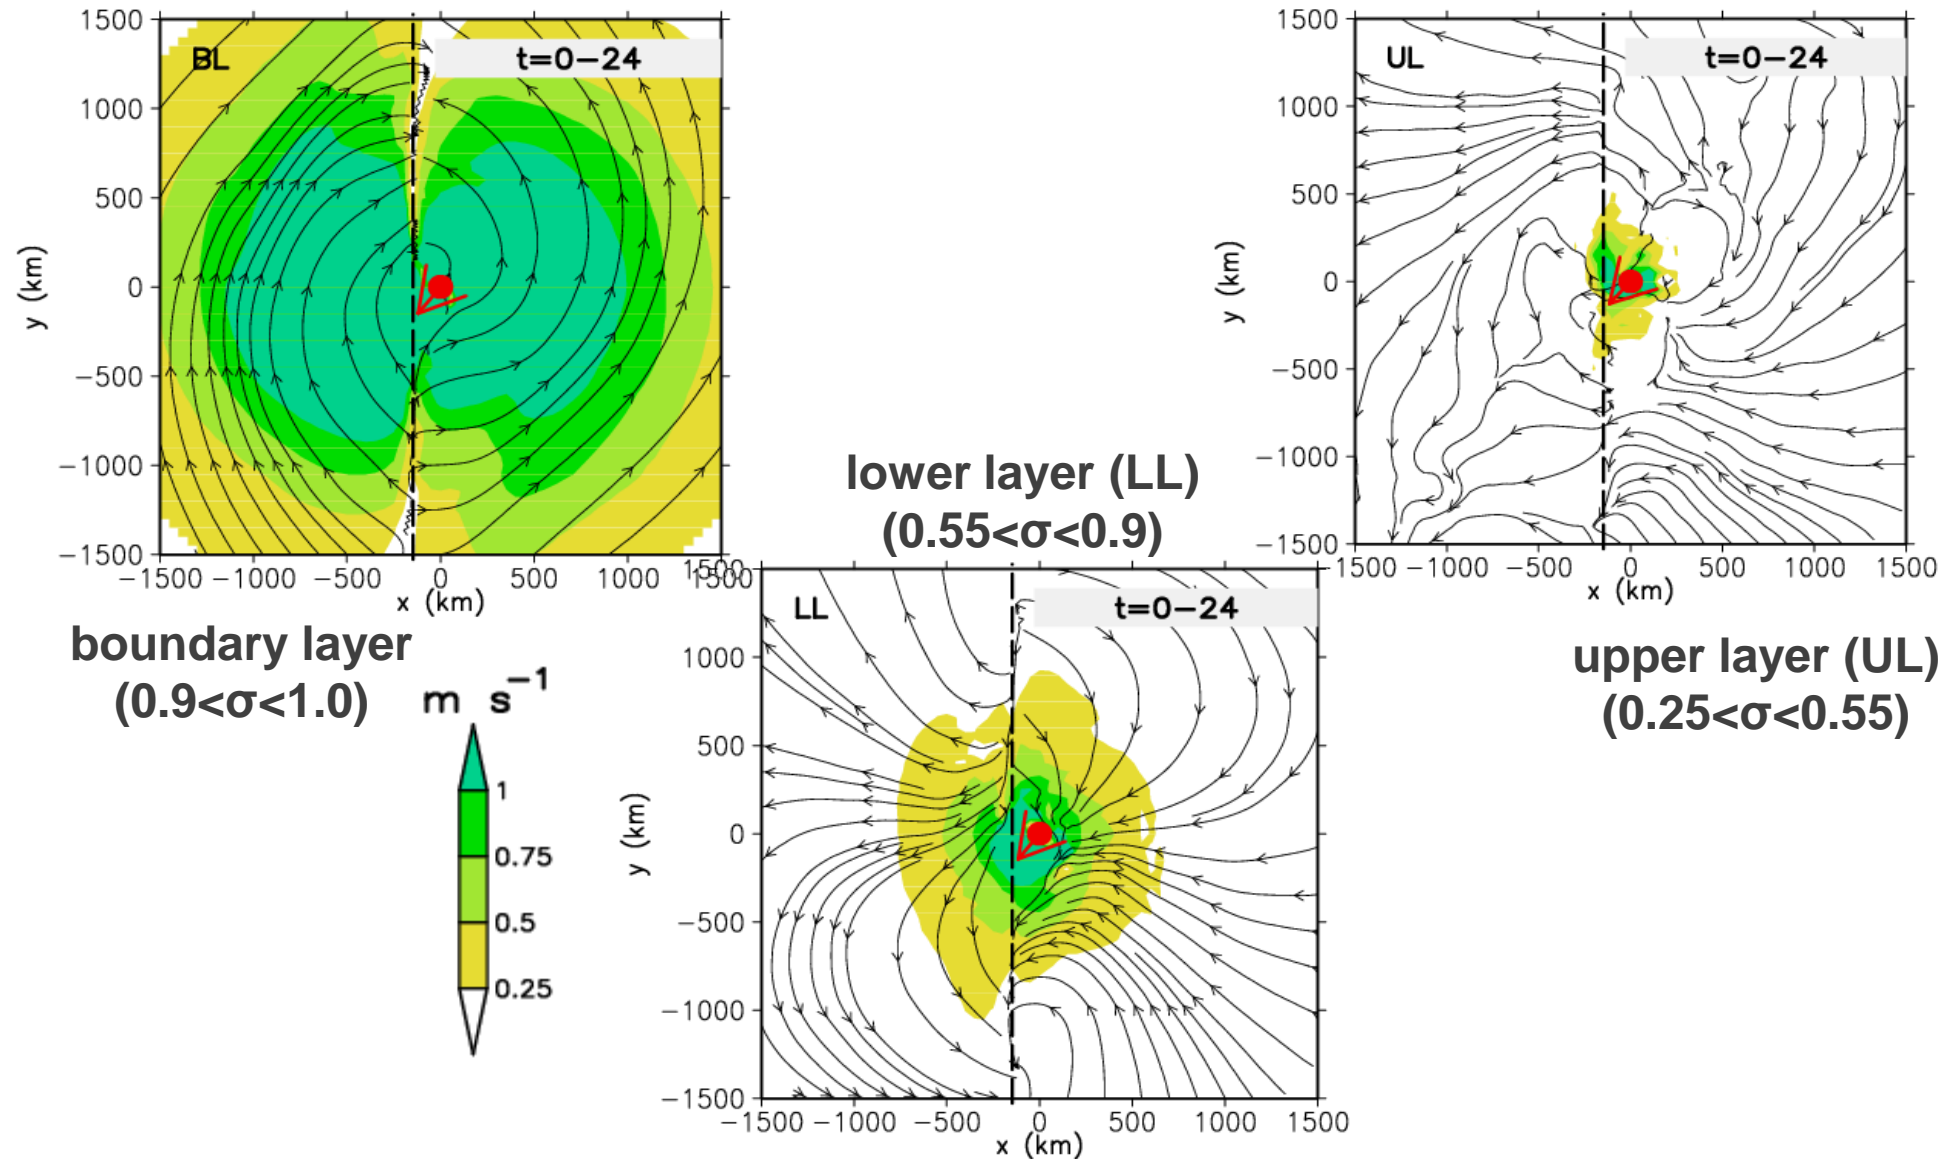 1500
1000
500
0
−500
−1000
−1500
y (km)
BL
t=0−24
−1500 −1000 −500 0 500 1000 1500
x (km)
boundary layer
(0.9<σ<1.0)
m s−1
1
0.75
0.5
0.25
lower layer (LL)
(0.55<σ<0.9)
1500
1000
500
0
−500
−1000
−1500
y (km)
LL
t=0−24
−1500 −1000 −500 0 500 1000 1500
x (km)
1500
1000
500
0
−500
−1000
−1500
y (km)
UL
t=0−24
−1500 −1000 −500 0 500 1000 1500
x (km)
upper layer (UL)
(0.25<σ<0.55)